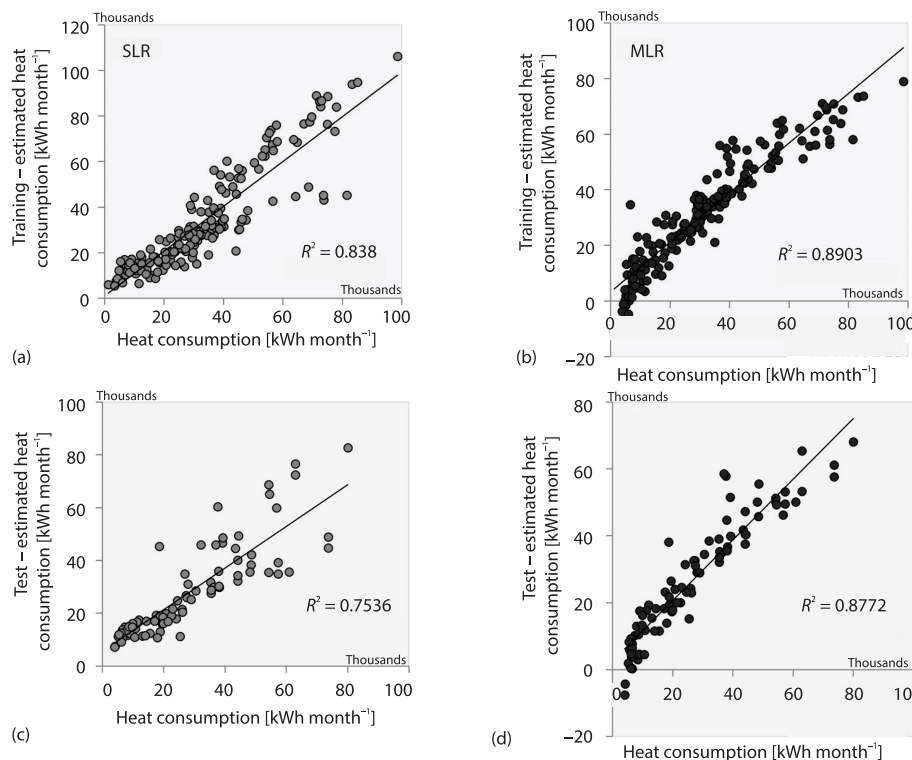 Thousands
120
SLR
100
80
60
40
20
0
Training – estimated heat
consumption [kWh month⁻¹]
R² = 0.838
Thousands
0 20 40 60 80 100
Heat consumption [kWh month⁻¹]
(a)
Thousands
100
MLR
80
60
40
20
0
−20
Training – estimated heat
consumption [kWh month⁻¹]
R² = 0.8903
Thousands
0 20 40 60 80 100
Heat consumption [kWh month⁻¹]
(b)
Thousands
100
80
60
40
20
0
Test – estimated heat
consumption [kWh month⁻¹]
R² = 0.7536
Thousands
0 20 40 60 80 100
Heat consumption [kWh month⁻¹]
(c)
Thousands
80
60
40
20
0
−20
Test – estimated heat
consumption [kWh month⁻¹]
R² = 0.8772
Thousands
0 20 40 60 80 100
Heat consumption [kWh month⁻¹]
(d)